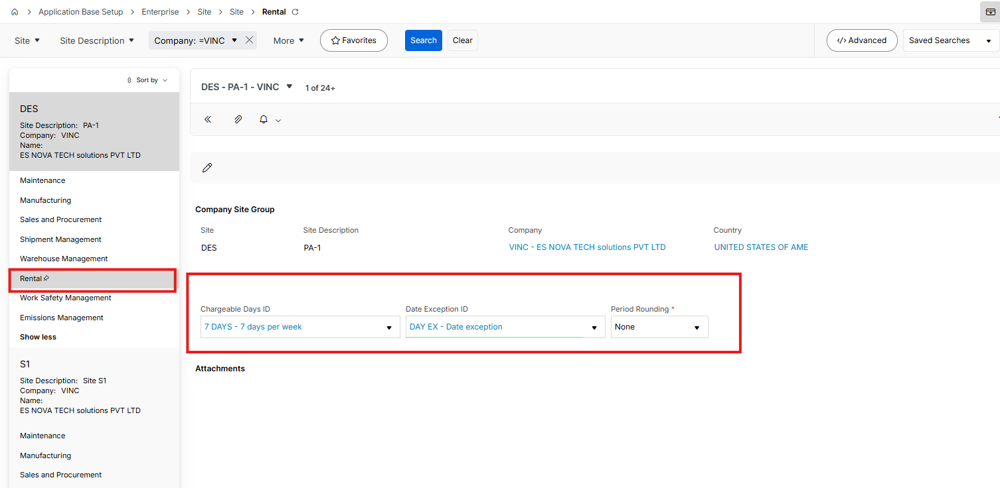 Application Base Setup > Enterprise > Site > Site > Rental
Site Site Description Company: =VINC More Favorites Search Clear </> Advanced Saved Searches
Sort by
DES
Site Description: PA-1
Company: VINC
Name:
ES NOVA TECH solutions PVT LTD
Maintenance
Manufacturing
Sales and Procurement
Shipment Management
Warehouse Management
Rental
Work Safety Management
Emissions Management
Show less
S1
Site Description: Site S1
Company: VINC
Name:
ES NOVA TECH solutions PVT LTD
Maintenance
Manufacturing
Sales and Procurement
DES - PA-1 - VINC 1 of 24+
Company Site Group
Site Site Description Company Country
DES PA-1 VINC - ES NOVA TECH solutions PVT LTD UNITED STATES OF AME
Chargeable Days ID Date Exception ID Period Rounding *
7 DAYS - 7 days per week DAY EX - Date exception None
Attachments